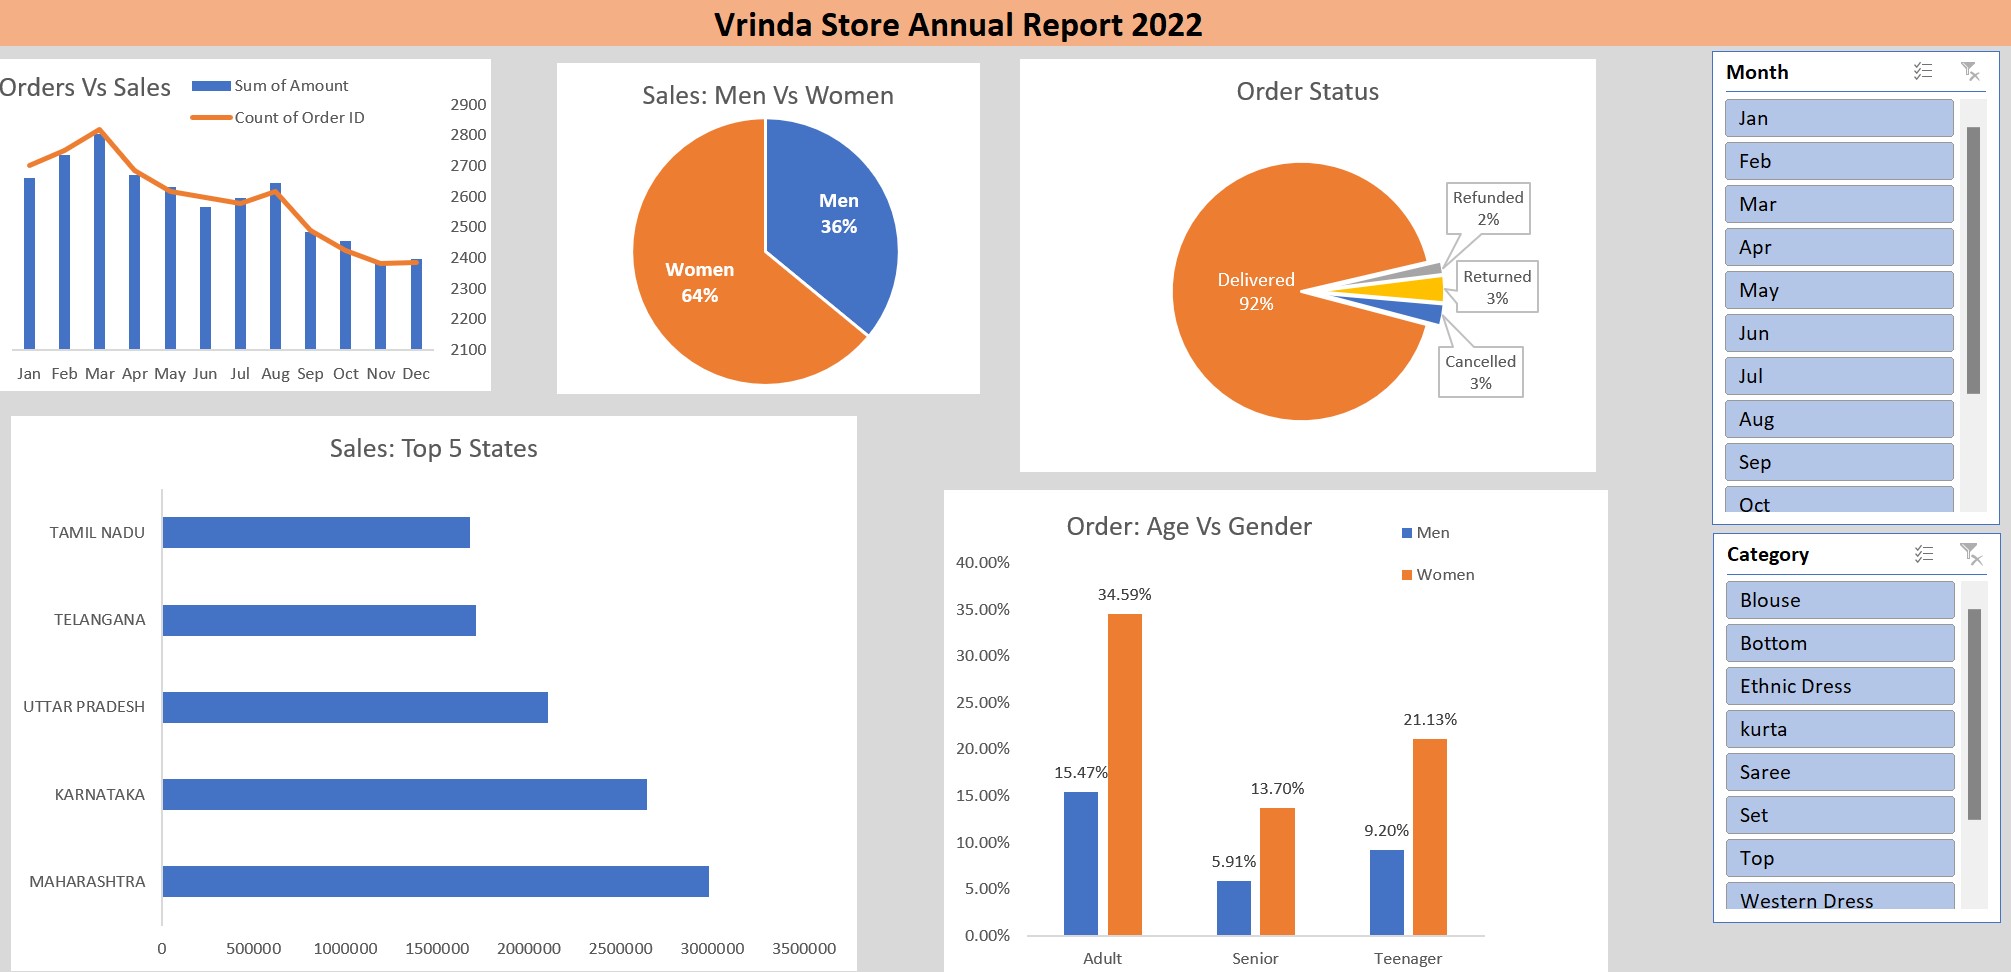 Vrinda Store Annual Report 2022
Orders Vs Sales
Sum of Amount
Count of Order ID
2900
2800
2700
2600
2500
2400
2300
2200
2100
Jan Feb Mar Apr May Jun Jul Aug Sep Oct Nov Dec
Sales: Men Vs Women
Men
36%
Women
64%
Order Status
Delivered
92%
Refunded
2%
Returned
3%
Cancelled
3%
Sales: Top 5 States
TAMIL NADU
TELANGANA
UTTAR PRADESH
KARNATAKA
MAHARASHTRA
0 500000 1000000 1500000 2000000 2500000 3000000 3500000
Order: Age Vs Gender
Men
Women
40.00%
35.00%
30.00%
25.00%
20.00%
15.00%
10.00%
5.00%
0.00%
15.47%
34.59%
5.91%
13.70%
9.20%
21.13%
Adult Senior Teenager
Month
Jan
Feb
Mar
Apr
May
Jun
Jul
Aug
Sep
Oct
Category
Blouse
Bottom
Ethnic Dress
kurta
Saree
Set
Top
Western Dress